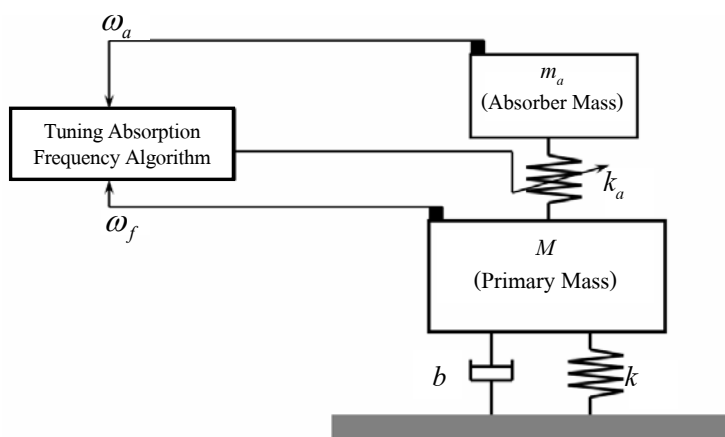 ω_a
m_a
(Absorber Mass)
Tuning Absorption
Frequency Algorithm
k_a
ω_f
M
(Primary Mass)
b
k